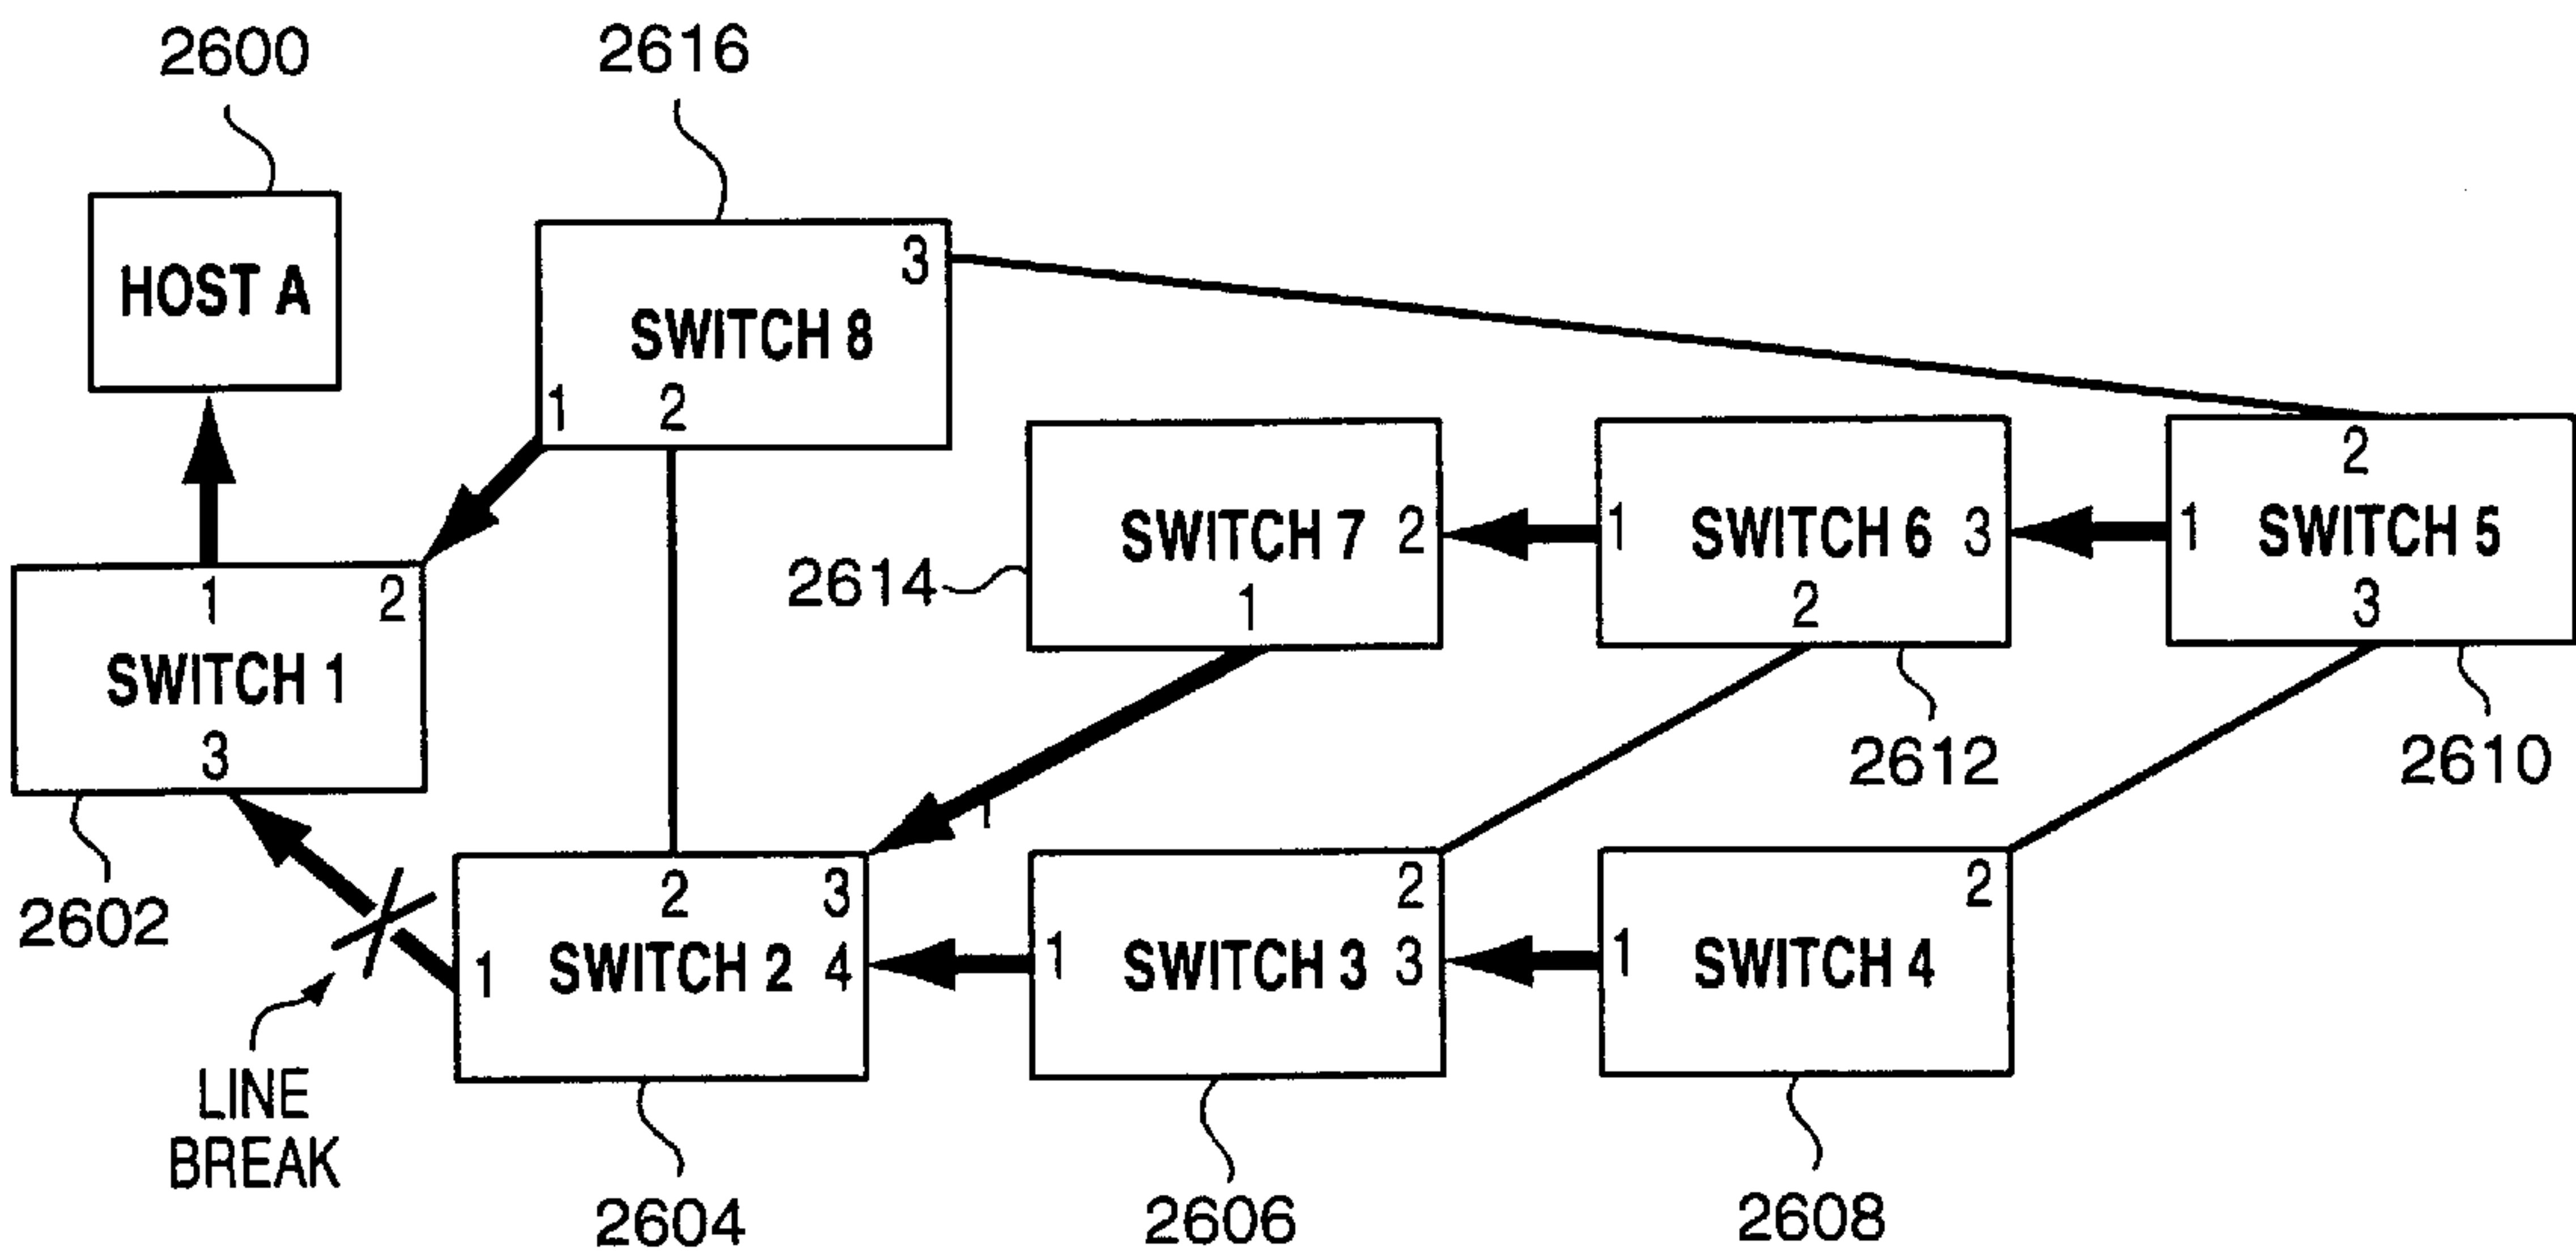 2600
2616
HOST A
3
SWITCH 8
1 2
2
SWITCH 7 2
1 SWITCH 6 3
1 SWITCH 5
2614
1
2
3
1 2
SWITCH 1
3
2612
2610
2602
2 3
1 SWITCH 2 4
2
1 SWITCH 3 3
2
1 SWITCH 4
LINE
BREAK
2604
2606
2608